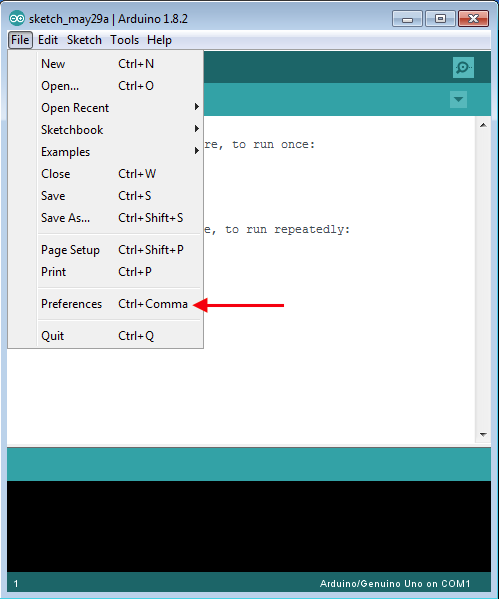 sketch_may29a | Arduino 1.8.2
File Edit Sketch Tools Help
New Ctrl+N
Open... Ctrl+O
Open Recent
Sketchbook
Examples
re, to run once:
Close Ctrl+W
Save Ctrl+S
Save As... Ctrl+Shift+S
e, to run repeatedly:
Page Setup Ctrl+Shift+P
Print Ctrl+P
Preferences Ctrl+Comma
Quit Ctrl+Q
1 Arduino/Genuino Uno on COM1